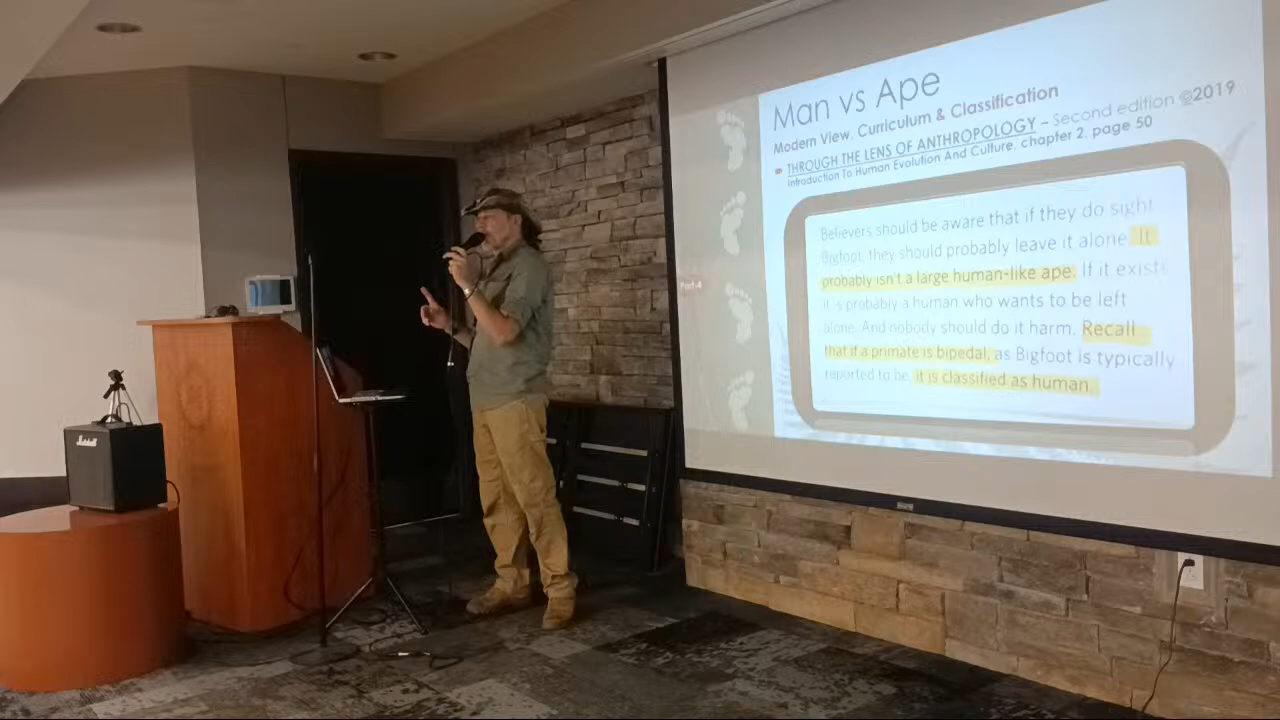 Man vs Ape
Modern View, Curriculum & Classification
THROUGH THE LENS OF ANTHROPOLOGY – Second edition ©2019
Introduction To Human Evolution And Culture, chapter 2, page 50
Believers should be aware that if they do sight
Bigfoot, they should probably leave it alone. It
probably isn't a large human-like ape. If it exists
it is probably a human who wants to be left
alone. And nobody should do it harm. Recall
that if a primate is bipedal, as Bigfoot is typically
reported to be, it is classified as human.
Part-4
Marshall